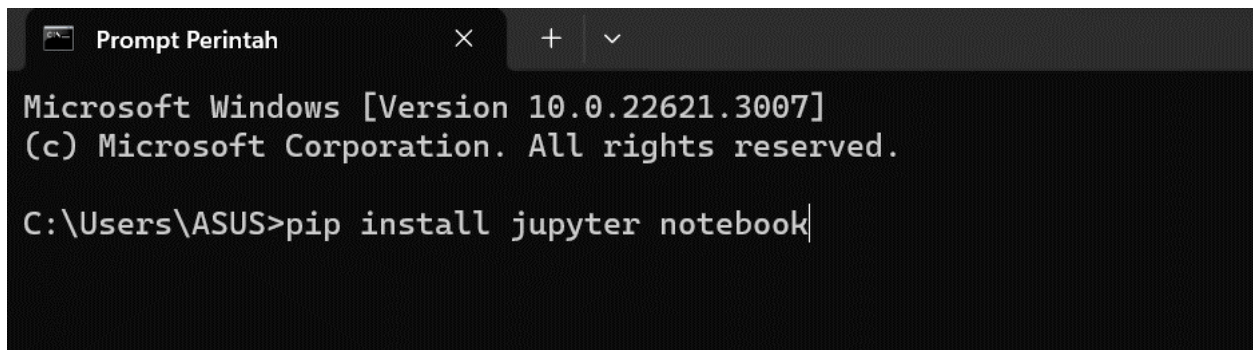 Prompt Perintah
Microsoft Windows [Version 10.0.22621.3007]
(c) Microsoft Corporation. All rights reserved.
C:\Users\ASUS>pip install jupyter notebook